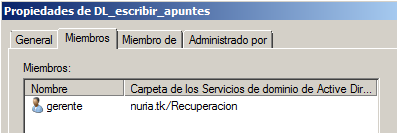 Propiedades de DL_escribir_apuntes
General Miembros Miembro de Administrado por
Miembros:
Nombre Carpeta de los Servicios de dominio de Active Dir...
gerente nuria.tk/Recuperacion